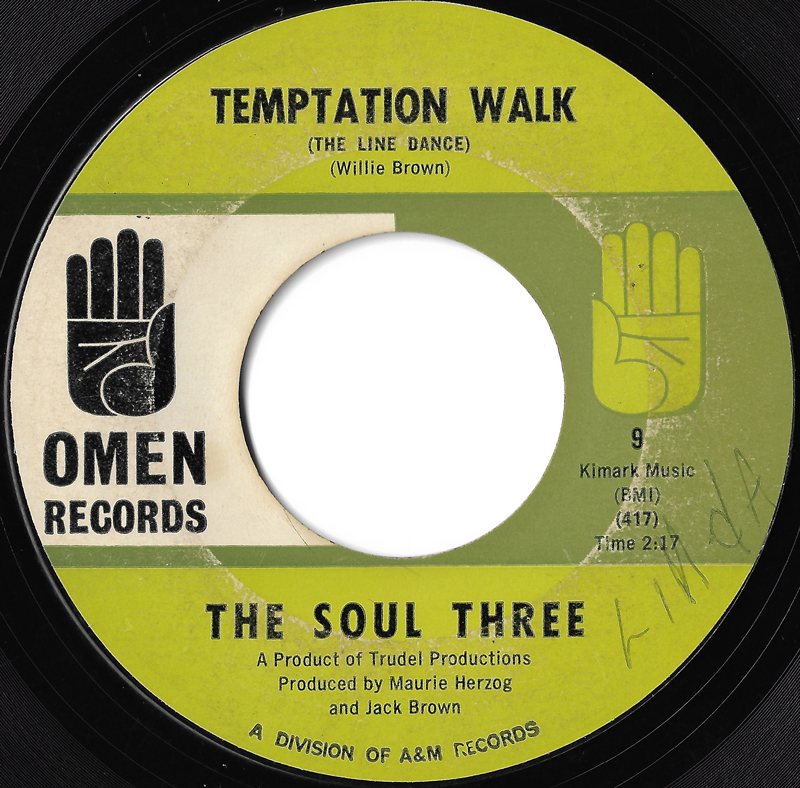 TEMPTATION WALK
(THE LINE DANCE)
(Willie Brown)
OMEN
RECORDS
9
Kimark Music
(BMI)
(417)
Time 2:17
Linda
THE SOUL THREE
A Product of Trudel Productions
Produced by Maurie Herzog
and Jack Brown
A DIVISION OF A&M RECORDS